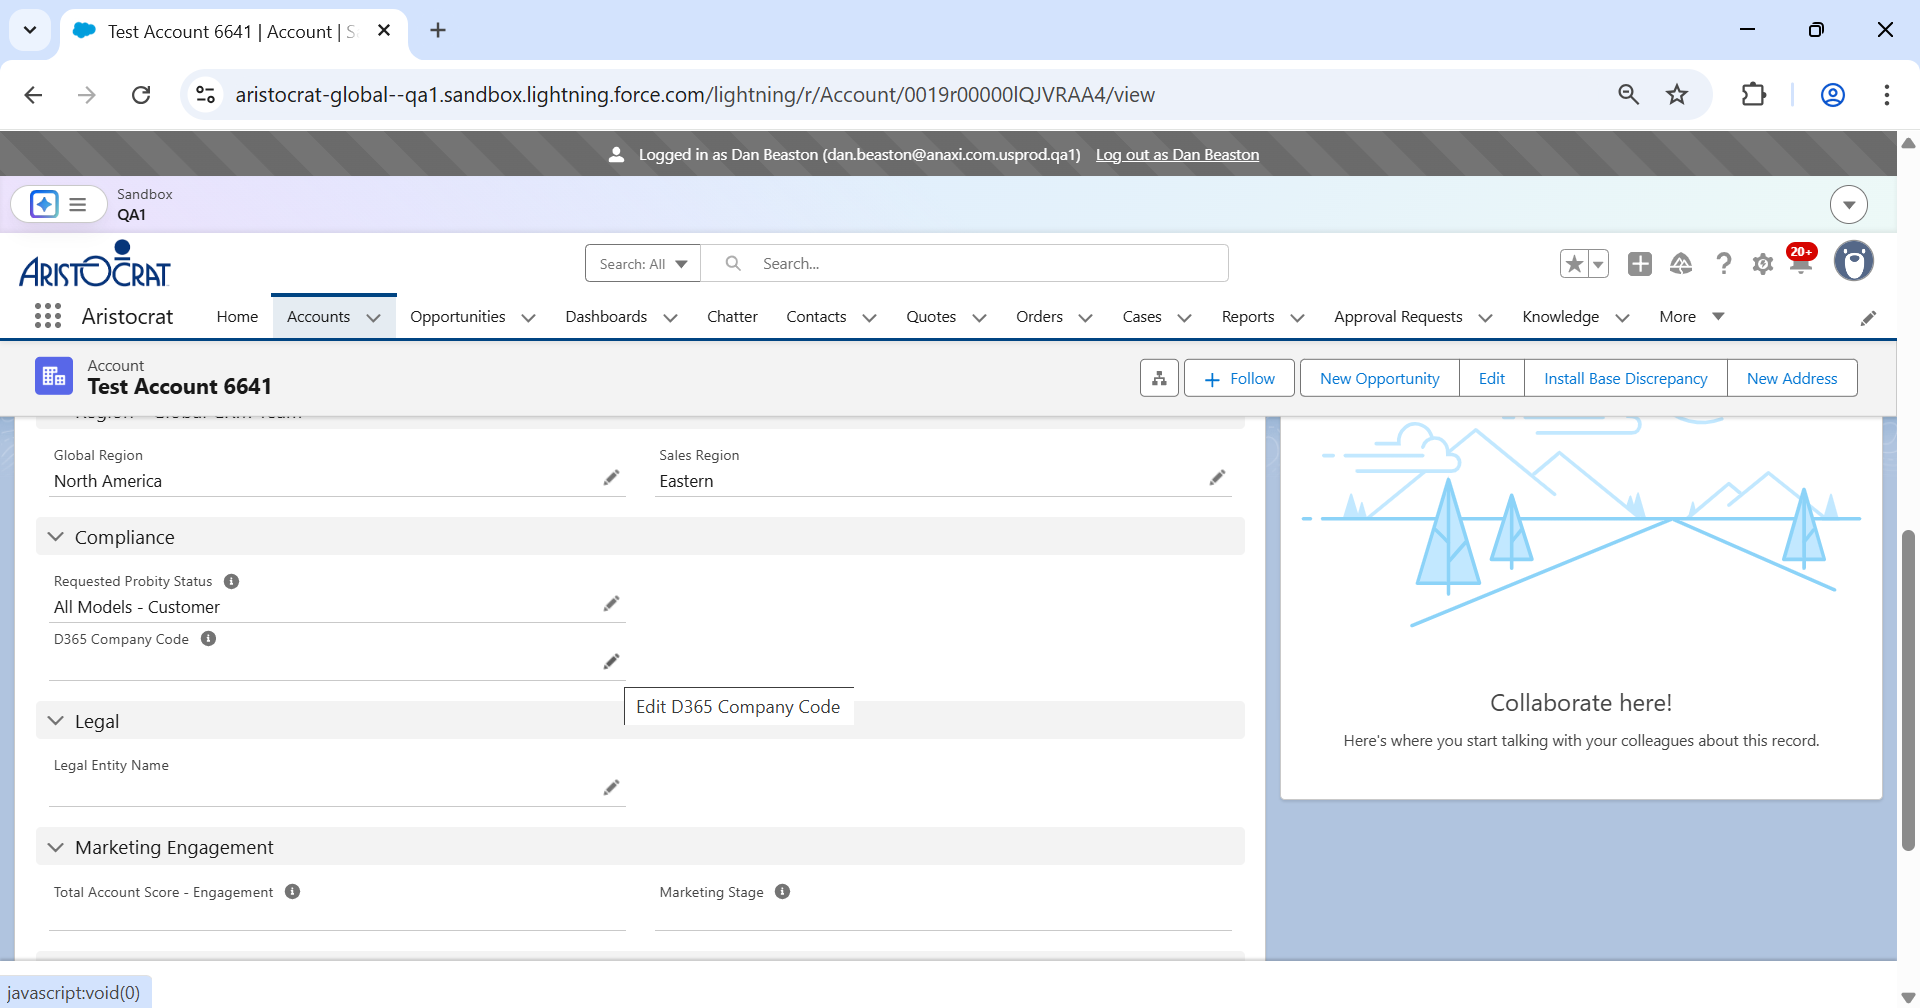 Test Account 6641 | Account | S
aristocrat-global--qa1.sandbox.lightning.force.com/lightning/r/Account/0019r00000lQJVRAA4/view
Logged in as Dan Beaston (dan.beaston@anaxi.com.usprod.qa1) Log out as Dan Beaston
Sandbox
QA1
ARISTOCRAT
Search: All Search...
20+
Aristocrat Home Accounts Opportunities Dashboards Chatter Contacts Quotes Orders Cases Reports Approval Requests Knowledge More
Account
Test Account 6641
Follow New Opportunity Edit Install Base Discrepancy New Address
Global Region Sales Region
North America Eastern
Compliance
Requested Probity Status
All Models - Customer
D365 Company Code
Edit D365 Company Code
Legal
Legal Entity Name
Marketing Engagement
Total Account Score - Engagement Marketing Stage
Collaborate here!
Here's where you start talking with your colleagues about this record.
javascript:void(0)